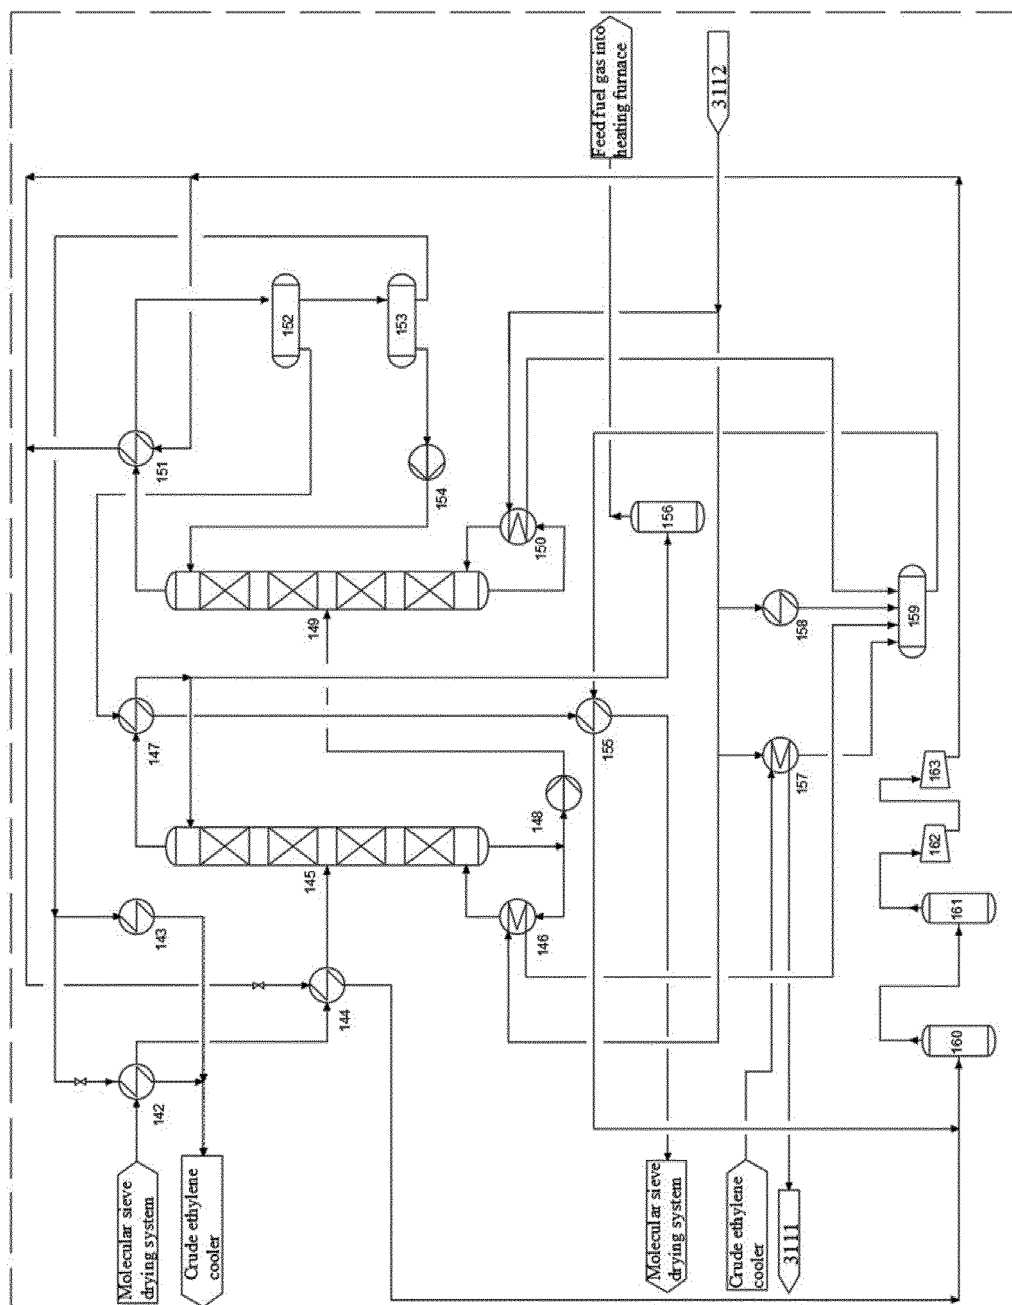 Feed fuel gas into
heating furnace
3112
152
153
151
154
150
156
149
158
159
147
155
157
163
148
162
145
161
143
146
144
160
142
Molecular sieve
drying system
Crude ethylene
cooler
Molecular sieve
drying system
Crude ethylene
cooler
3111